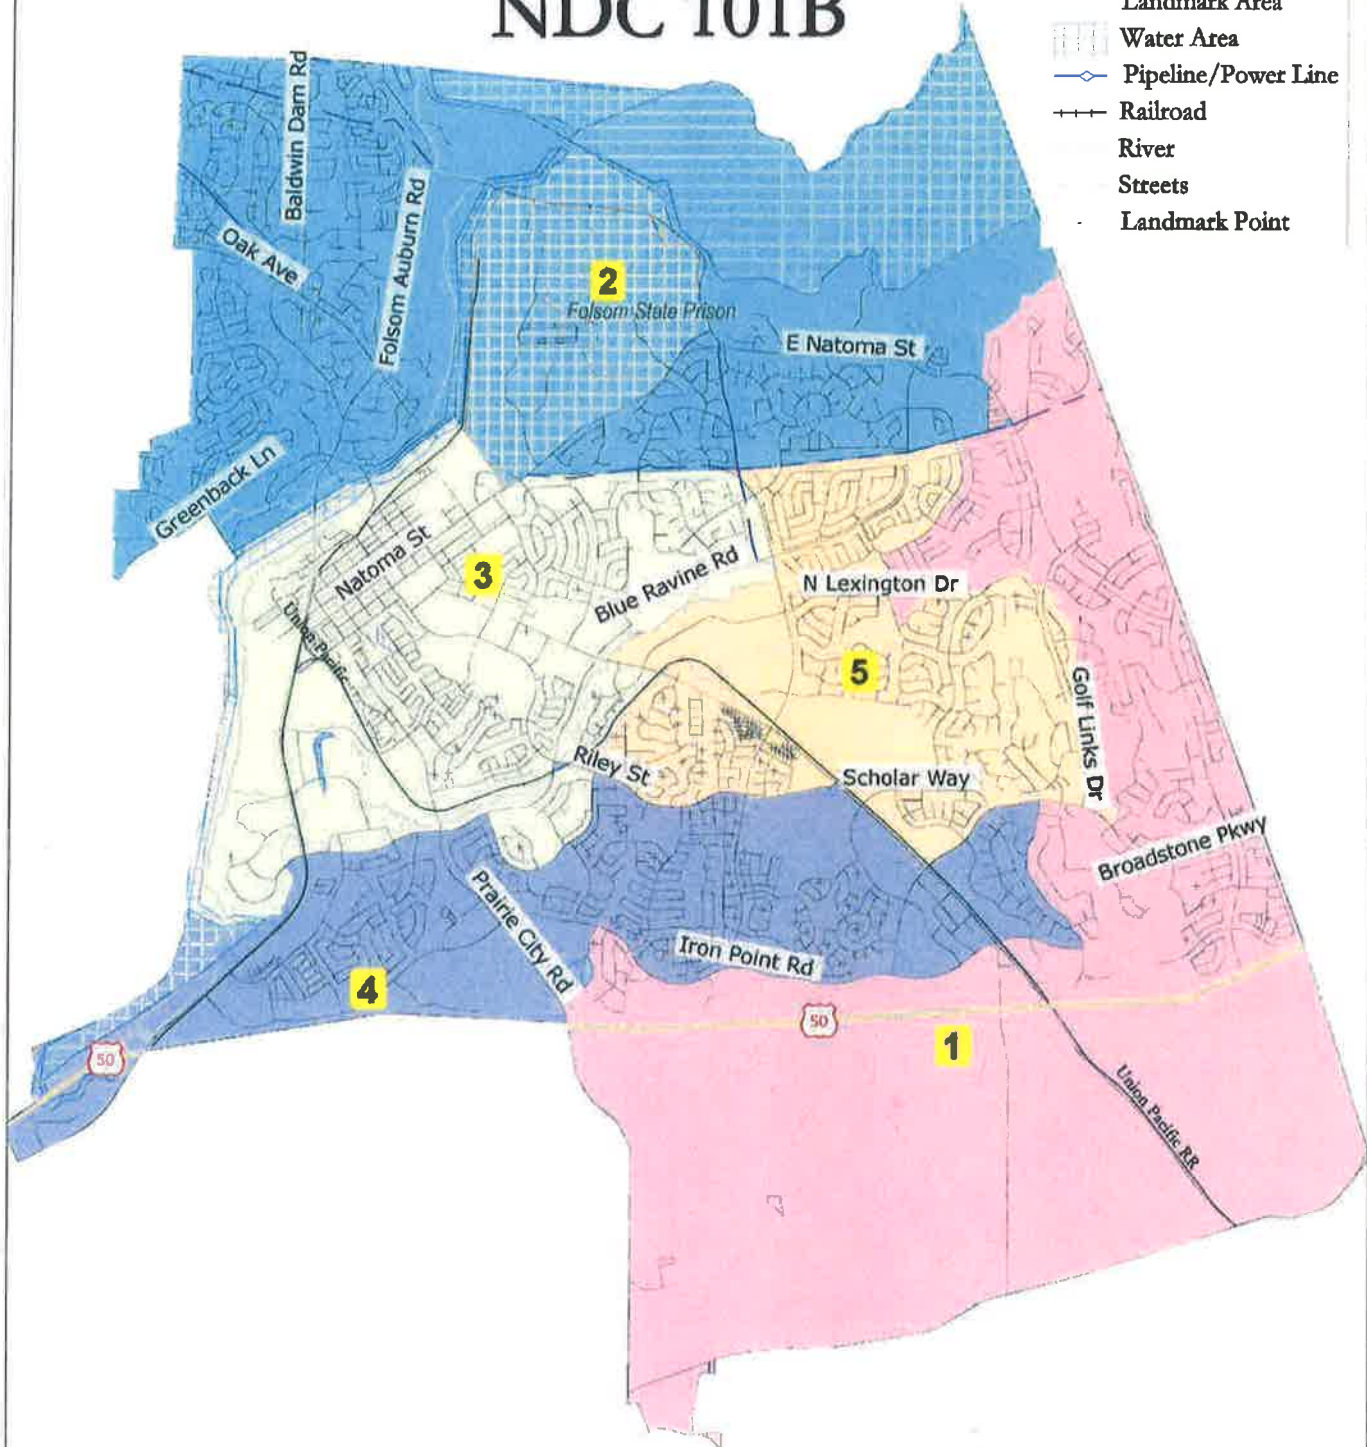 NDC 101B
Landmark Area
Water Area
Pipeline/Power Line
Railroad
River
Streets
Landmark Point
Baldwin Dam Rd
Oak Ave
Folsom Auburn Rd
2
Folsom State Prison
E Natoma St
Greenback Ln
Natoma St
3
Blue Ravine Rd
N Lexington Dr
Union Pacific
5
Golf Links Dr
Riley St
Scholar Way
Broadstone Pkwy
Prairie City Rd
Iron Point Rd
4
50
50
1
Union Pacific RR